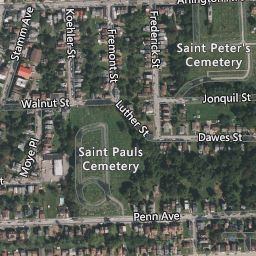 Arlington Ave
Stamm Ave
Koehler St
Fremont St
Frederick St
Saint Peter's
Cemetery
Walnut St
Luther St
Jonquil St
Dawes St
Moye Pl
Saint Pauls
Cemetery
t
Penn Ave